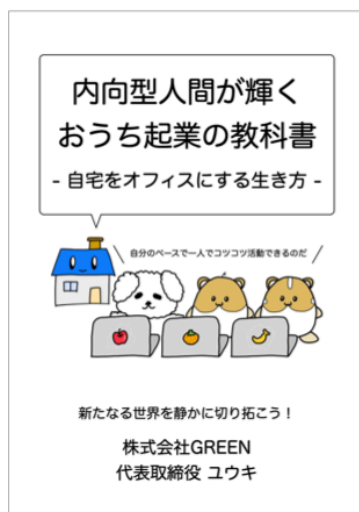 内向型人間が輝く
おうち起業の教科書
- 自宅をオフィスにする生き方 -
自分のペースで一人でコツコツ活動できるのだ
新たなる世界を静かに切り拓こう！
株式会社GREEN
代表取締役 ユウキ